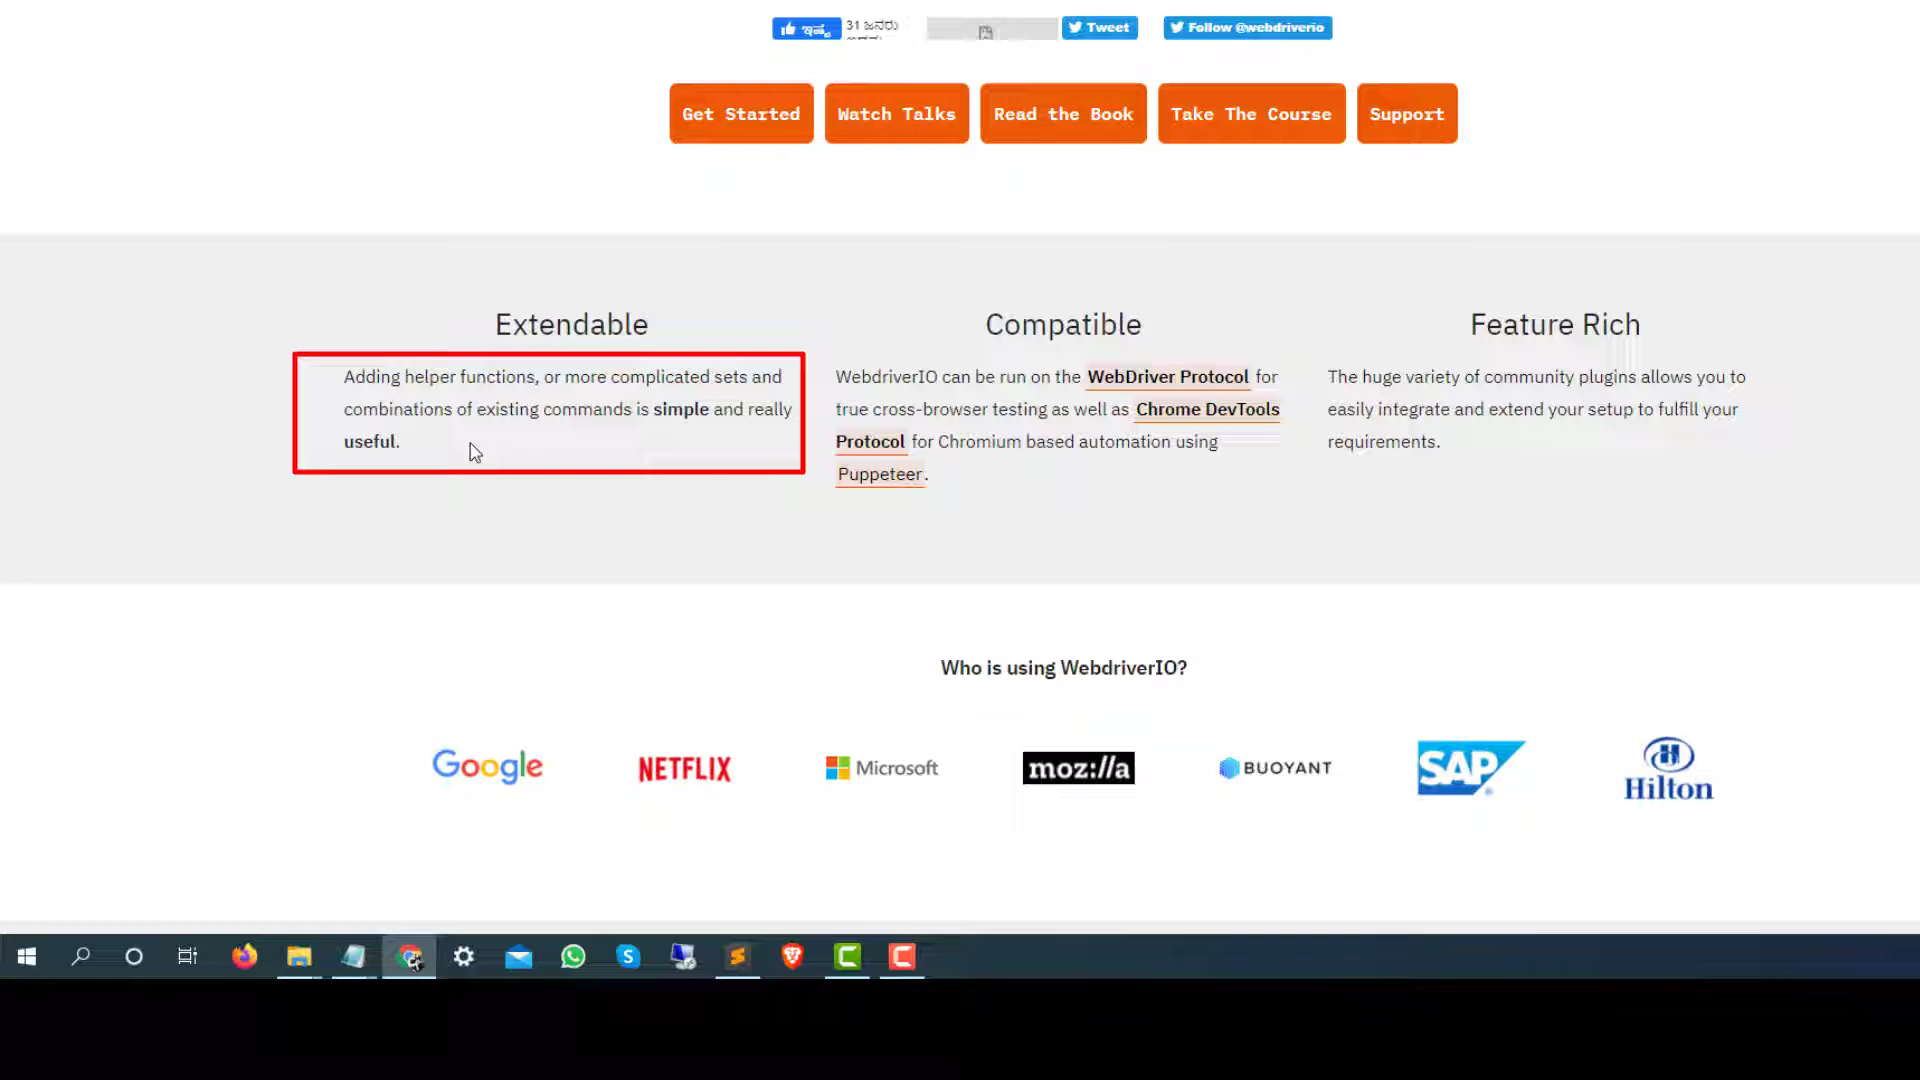 ಇಷ್ಟ 31 ಜನರು
Tweet
Follow @webdriverio
Get Started Watch Talks Read the Book Take The Course Support
Extendable
Adding helper functions, or more complicated sets and
combinations of existing commands is simple and really
useful.
Compatible
WebdriverIO can be run on the WebDriver Protocol for
true cross-browser testing as well as Chrome DevTools
Protocol for Chromium based automation using
Puppeteer.
Feature Rich
The huge variety of community plugins allows you to
easily integrate and extend your setup to fulfill your
requirements.
Who is using WebdriverIO?
Google NETFLIX Microsoft moz://a BUOYANT SAP Hilton